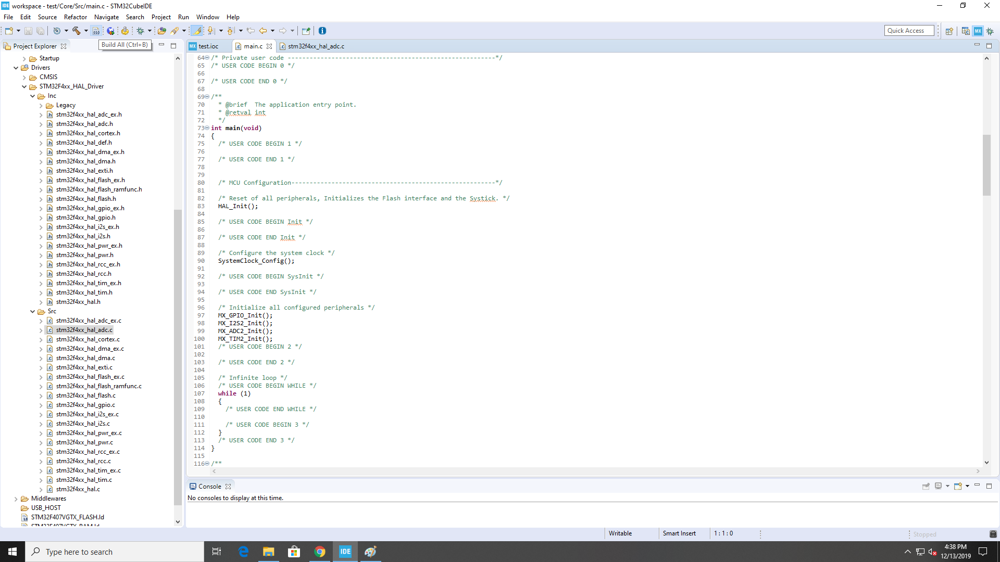 IDE workspace - test/Core/Src/main.c - STM32CubeIDE
File Edit Source Refactor Navigate Search Project Run Window Help
Quick Access
MX
Build All (Ctrl+B)
Project Explorer
MX test.ioc
main.c
stm32f4xx_hal_adc.c
Startup
Drivers
CMSIS
STM32F4xx_HAL_Driver
Inc
Legacy
stm32f4xx_hal_adc_ex.h
stm32f4xx_hal_adc.h
stm32f4xx_hal_cortex.h
stm32f4xx_hal_def.h
stm32f4xx_hal_dma_ex.h
stm32f4xx_hal_dma.h
stm32f4xx_hal_exti.h
stm32f4xx_hal_flash_ex.h
stm32f4xx_hal_flash_ramfunc.h
stm32f4xx_hal_flash.h
stm32f4xx_hal_gpio_ex.h
stm32f4xx_hal_gpio.h
stm32f4xx_hal_i2s_ex.h
stm32f4xx_hal_i2s.h
stm32f4xx_hal_pwr_ex.h
stm32f4xx_hal_pwr.h
stm32f4xx_hal_rcc_ex.h
stm32f4xx_hal_rcc.h
stm32f4xx_hal_tim_ex.h
stm32f4xx_hal_tim.h
stm32f4xx_hal.h
Src
stm32f4xx_hal_adc_ex.c
stm32f4xx_hal_adc.c
stm32f4xx_hal_cortex.c
stm32f4xx_hal_dma_ex.c
stm32f4xx_hal_dma.c
stm32f4xx_hal_exti.c
stm32f4xx_hal_flash_ex.c
stm32f4xx_hal_flash_ramfunc.c
stm32f4xx_hal_flash.c
stm32f4xx_hal_gpio.c
stm32f4xx_hal_i2s_ex.c
stm32f4xx_hal_i2s.c
stm32f4xx_hal_pwr_ex.c
stm32f4xx_hal_pwr.c
stm32f4xx_hal_rcc_ex.c
stm32f4xx_hal_rcc.c
stm32f4xx_hal_tim_ex.c
stm32f4xx_hal_tim.c
stm32f4xx_hal.c
Middlewares
USB_HOST
STM32F407VGTX_FLASH.ld
STM32F407VGTX_RAM.ld
64 /* Private user code ---------------------------------------------------------*/
65 /* USER CODE BEGIN 0 */
66
67 /* USER CODE END 0 */
68
69 /**
70 * @brief  The application entry point.
71 * @retval int
72 */
73 int main(void)
74 {
75 /* USER CODE BEGIN 1 */
76
77 /* USER CODE END 1 */
78
79
80 /* MCU Configuration--------------------------------------------------------*/
81
82 /* Reset of all peripherals, Initializes the Flash interface and the Systick. */
83 HAL_Init();
84
85 /* USER CODE BEGIN Init */
86
87 /* USER CODE END Init */
88
89 /* Configure the system clock */
90 SystemClock_Config();
91
92 /* USER CODE BEGIN SysInit */
93
94 /* USER CODE END SysInit */
95
96 /* Initialize all configured peripherals */
97 MX_GPIO_Init();
98 MX_I2S2_Init();
99 MX_ADC2_Init();
100 MX_TIM2_Init();
101 /* USER CODE BEGIN 2 */
102
103 /* USER CODE END 2 */
104
105 /* Infinite loop */
106 /* USER CODE BEGIN WHILE */
107 while (1)
108 {
109 /* USER CODE END WHILE */
110
111 /* USER CODE BEGIN 3 */
112 }
113 /* USER CODE END 3 */
114 }
115
116 /**
Console
No consoles to display at this time.
Writable
Smart Insert
1 : 1 : 0
Stopped
Type here to search
IDE
4:38 PM
12/13/2019